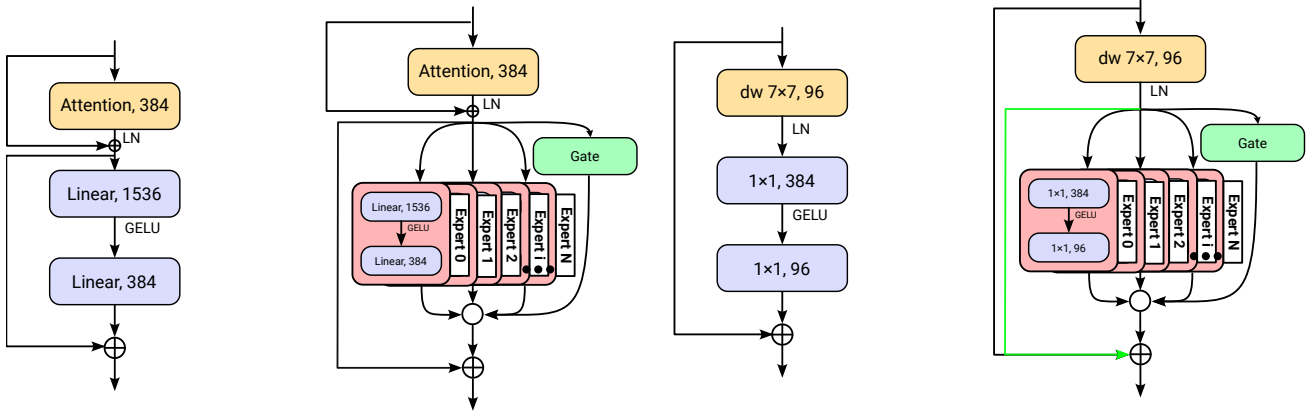 Attention, 384
LN
Linear, 1536
GELU
Linear, 384
Attention, 384
LN
Gate
Linear, 1536
GELU
Linear, 384
Expert 0
Expert 1
Expert 2
Expert i
Expert N
dw 7×7, 96
LN
1×1, 384
GELU
1×1, 96
dw 7×7, 96
LN
Gate
1×1, 384
GELU
1×1, 96
Expert 0
Expert 1
Expert 2
Expert i
Expert N